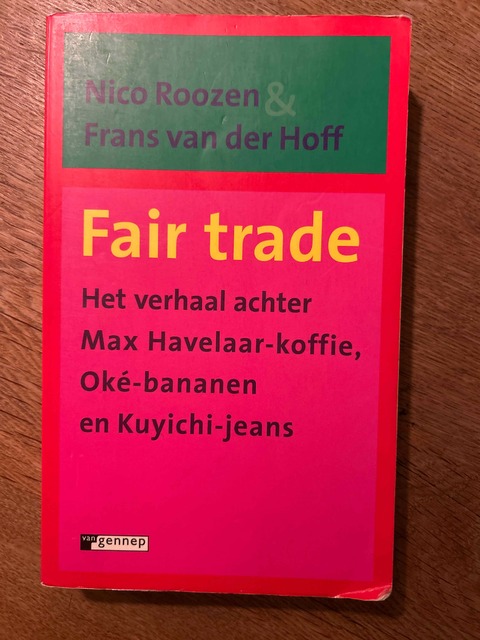 Nico Roozen &
Frans van der Hoff
Fair trade
Het verhaal achter
Max Havelaar-koffie,
Oké-bananen
en Kuyichi-jeans
van gennep